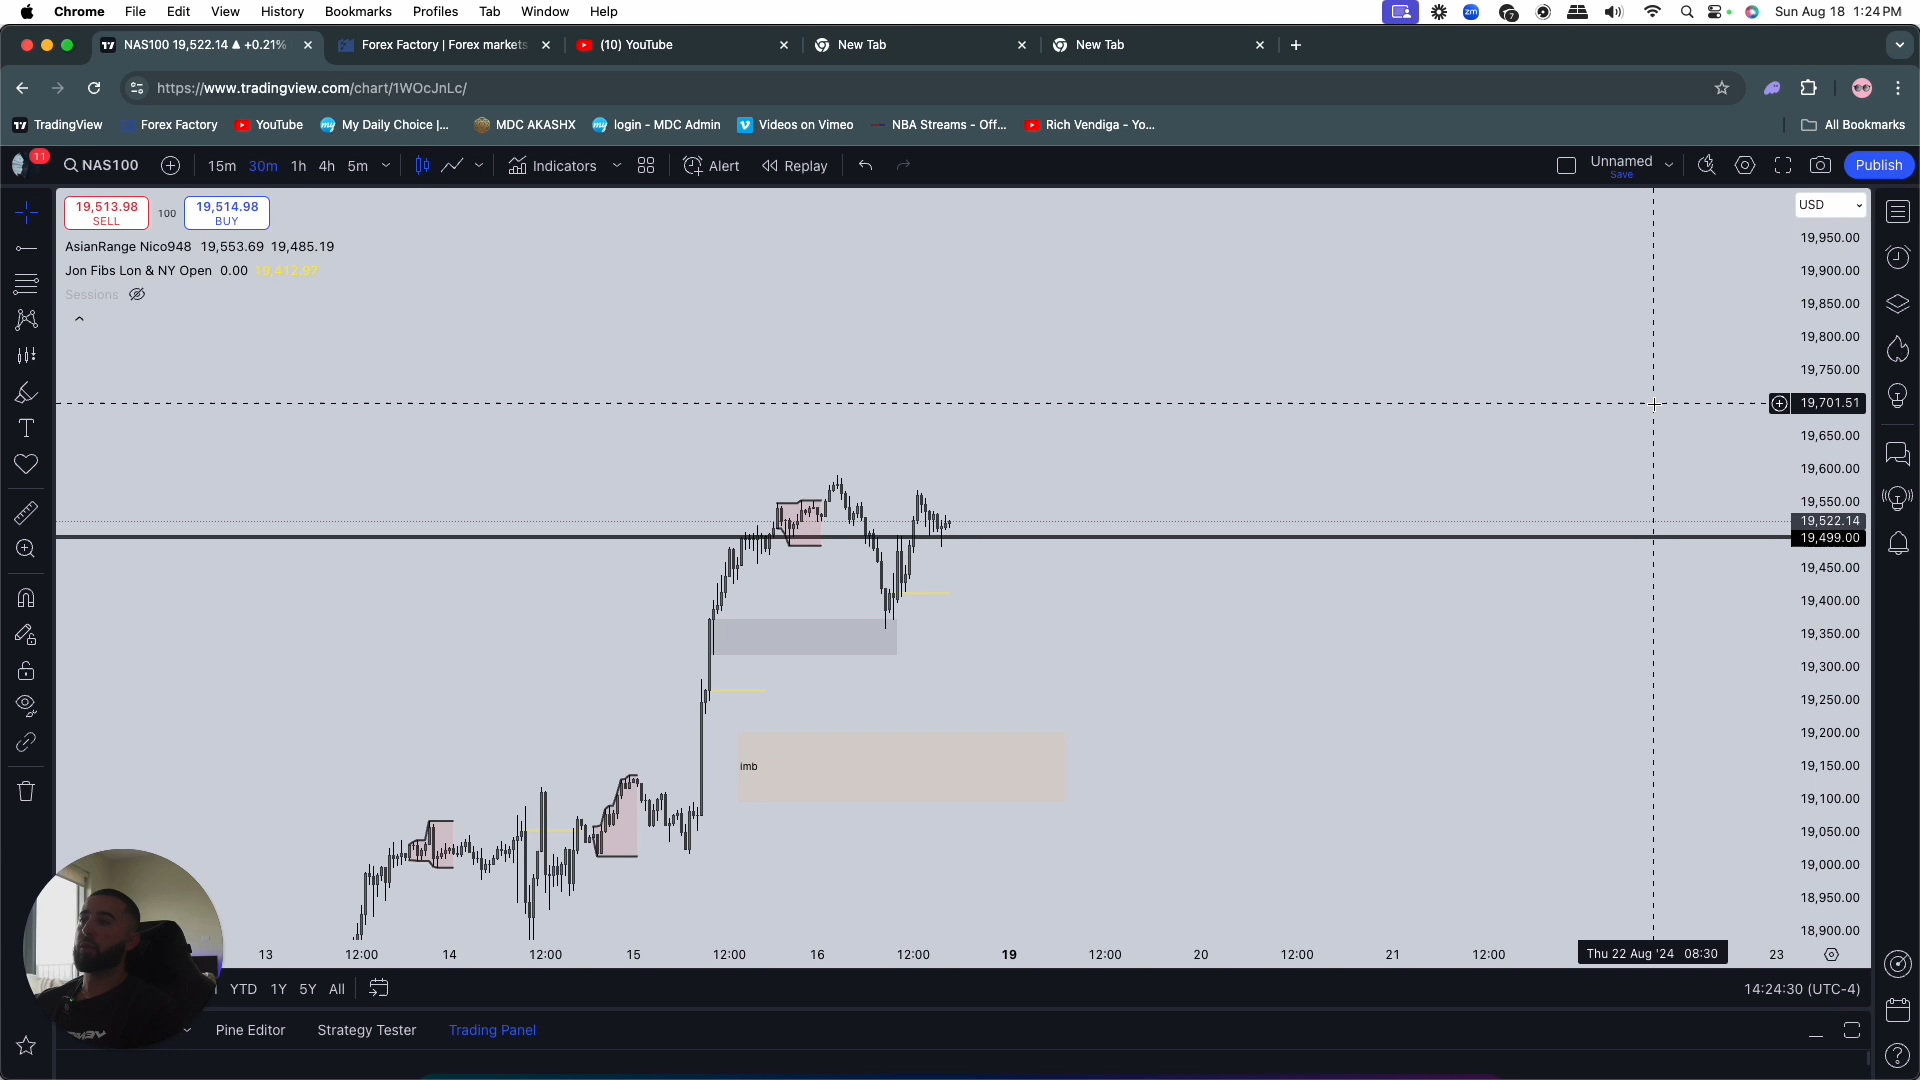 Chrome File Edit View History Bookmarks Profiles Tab Window Help
zm 7 Sun Aug 18 1:24 PM
NAS100 19,522.14 ▲ +0.21%
Forex Factory | Forex markets
(10) YouTube
New Tab
New Tab
https://www.tradingview.com/chart/1WOcJnLc/
TradingView Forex Factory YouTube My Daily Choice |... MDC AKASHX login - MDC Admin Videos on Vimeo NBA Streams - Off... Rich Vendiga - Yo... All Bookmarks
11 NAS100 15m 30m 1h 4h 5m Indicators Alert Replay Unnamed Save Publish
19,513.98 SELL
100
19,514.98 BUY
USD
AsianRange Nico948 19,553.69 19,485.19
Jon Fibs Lon & NY Open 0.00 19,412.97
Sessions
19,950.00
19,900.00
19,850.00
19,800.00
19,750.00
19,701.51
19,650.00
19,600.00
19,550.00
19,522.14
19,499.00
19,450.00
19,400.00
19,350.00
19,300.00
19,250.00
19,200.00
19,150.00
19,100.00
19,050.00
19,000.00
18,950.00
18,900.00
imb
13 12:00 14 12:00 15 12:00 16 12:00 19 12:00 20 12:00 21 12:00 Thu 22 Aug '24 08:30 23
YTD 1Y 5Y All
14:24:30 (UTC-4)
Pine Editor Strategy Tester Trading Panel